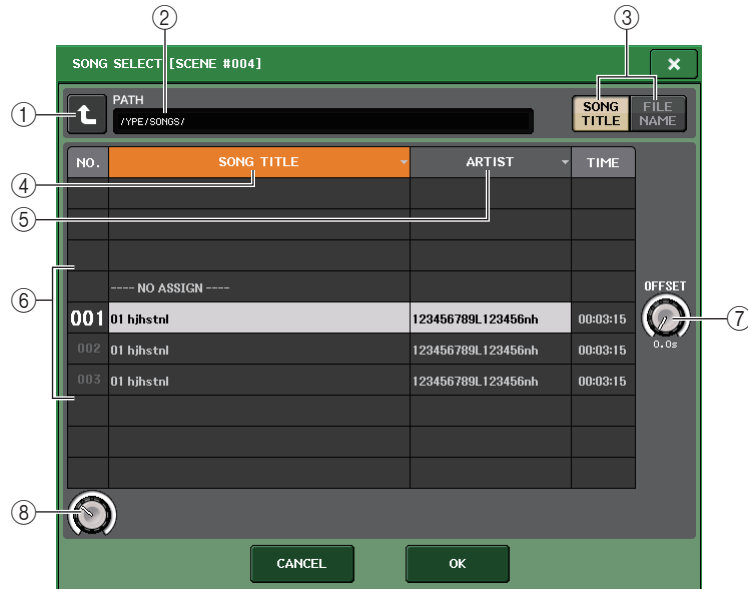 ② ③
SONG SELECT [SCENE #004]
①
PATH
/YPE/SONGS/
SONG TITLE
FILE NAME
NO. SONG TITLE ARTIST TIME
④
⑤
⑥
---- NO ASSIGN ----
OFFSET
001 01 hjhstnl 123456789L123456nh 00:03:15
⑦
0.0s
002 01 hjhstnl 123456789L123456nh 00:03:15
003 01 hjhstnl 123456789L123456nh 00:03:15
⑧
CANCEL OK